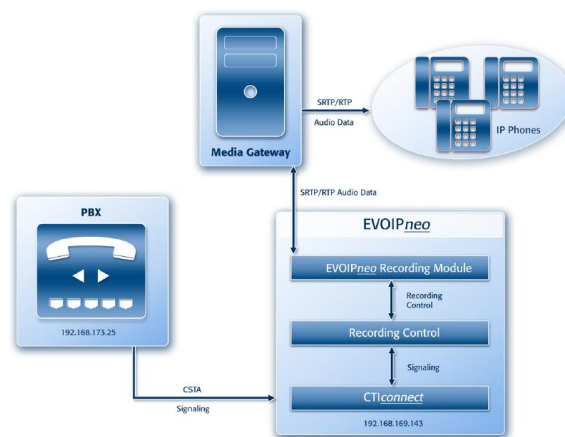 SRTP/RTP
Audio Data
IP Phones
Media Gateway
SRTP/RTP Audio Data
PBX
192.168.173.25
EVOIPneo
EVOIPneo Recording Module
Recording
Control
Recording Control
Signaling
CTIconnect
192.168.169.143
CSTA
Signaling